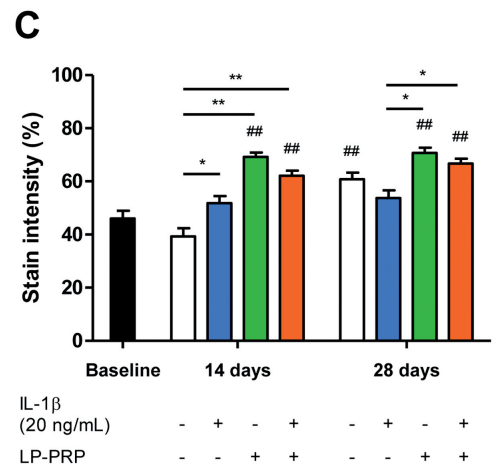 C
Stain intensity (%)
100
80
60
40
20
0
**
**
*
##
##
##
*
*
##
##
Baseline
14 days
28 days
IL-1β
(20 ng/mL) - + - + - + - +
LP-PRP - - + + - - + +